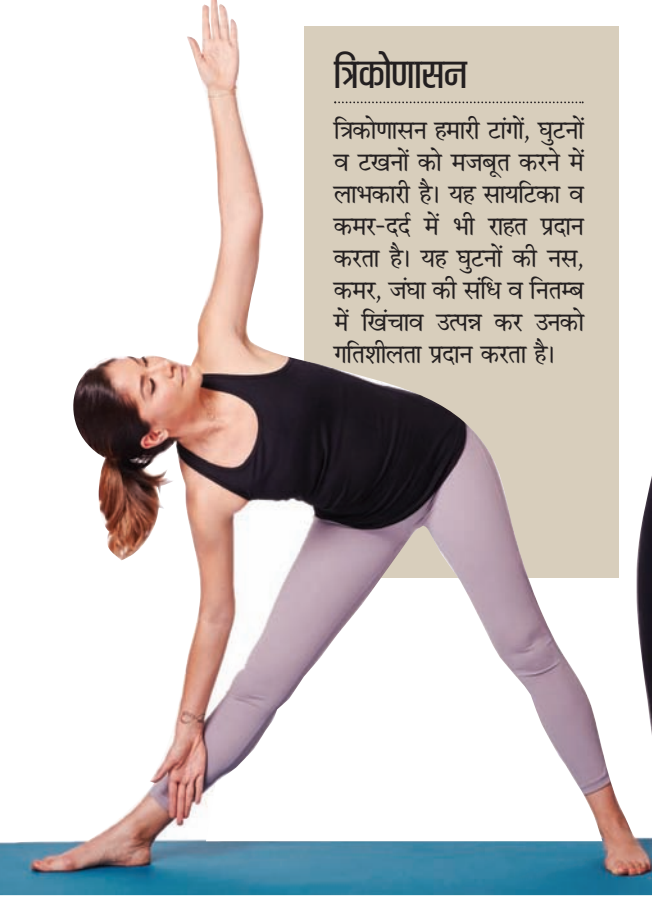 त्रिकोणासन
त्रिकोणासन हमारी टांगों, घुटनों
व टखनों को मजबूत करने में
लाभकारी है। यह सायटिका व
कमर-दर्द में भी राहत प्रदान
करता है। यह घुटनों की नस,
कमर, जंघा की संधि व नितम्ब
में खिंचाव उत्पन्न कर उनको
गतिशीलता प्रदान करता है।